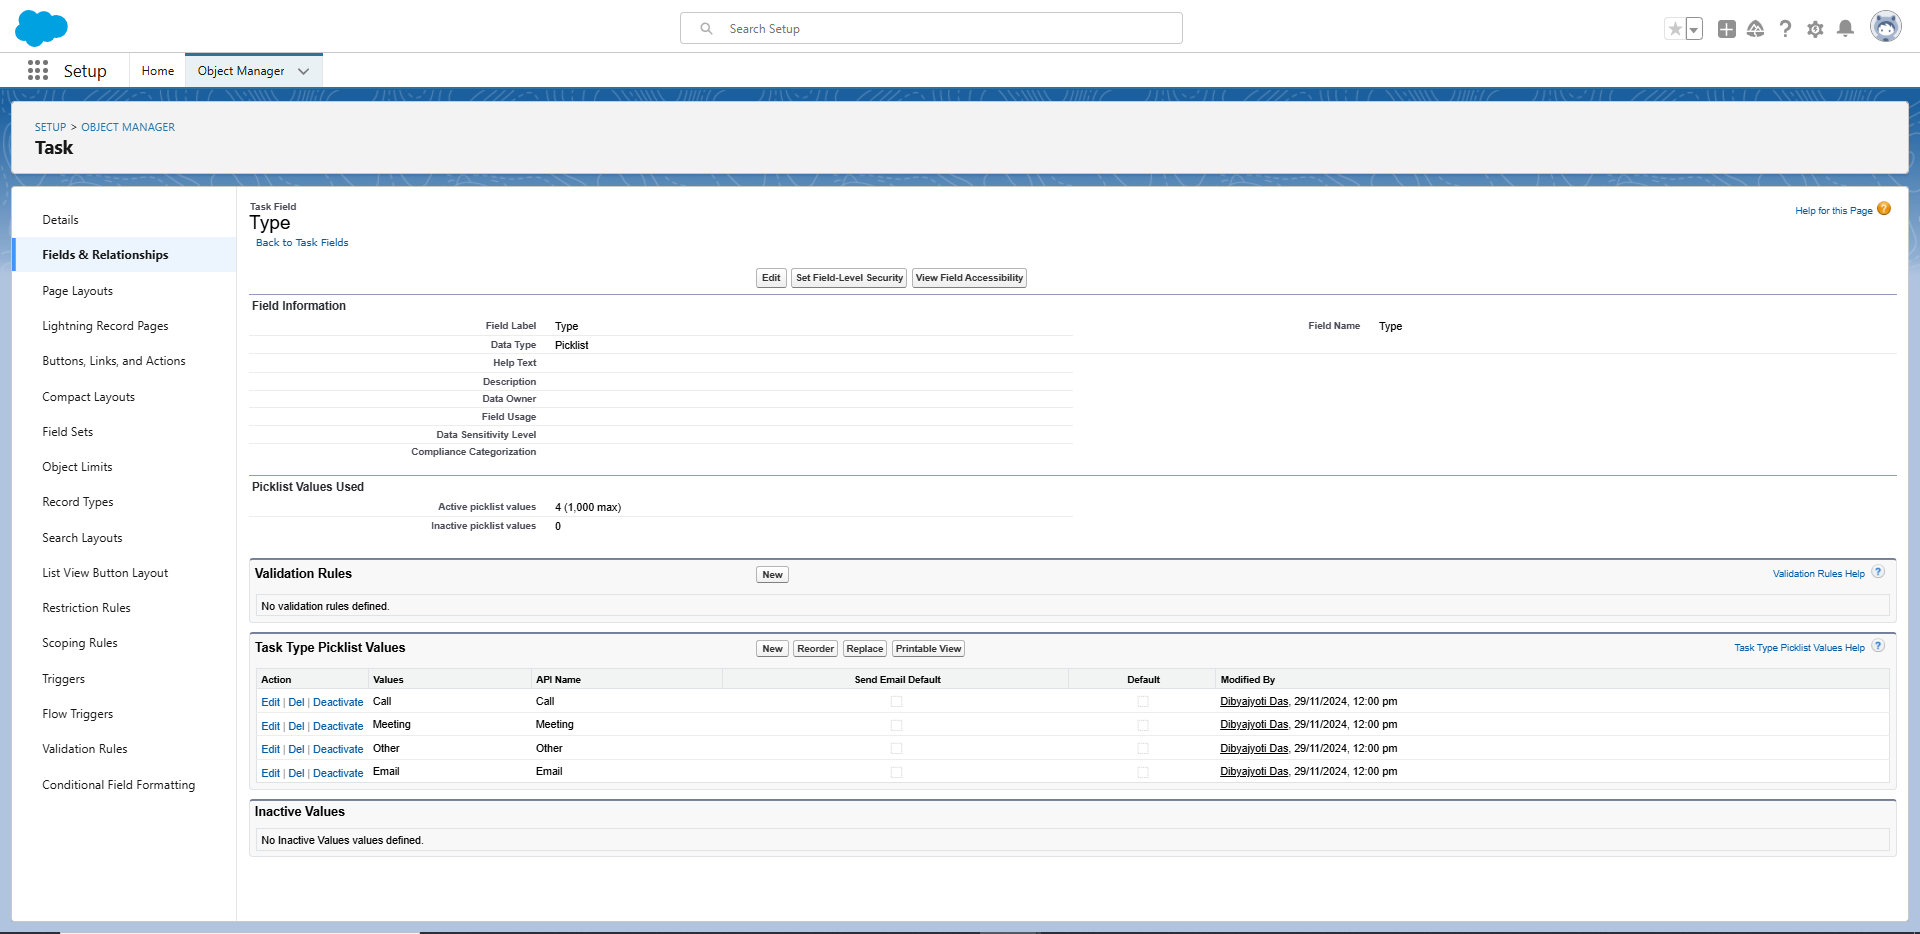 Search Setup
Setup
Home
Object Manager
SETUP > OBJECT MANAGER
Task
Details
Fields & Relationships
Page Layouts
Lightning Record Pages
Buttons, Links, and Actions
Compact Layouts
Field Sets
Object Limits
Record Types
Search Layouts
List View Button Layout
Restriction Rules
Scoping Rules
Triggers
Flow Triggers
Validation Rules
Conditional Field Formatting
Task Field
Type
Back to Task Fields
Help for this Page ?
Edit Set Field-Level Security View Field Accessibility
Field Information
Field Label Type Field Name Type
Data Type Picklist
Help Text
Description
Data Owner
Field Usage
Data Sensitivity Level
Compliance Categorization
Picklist Values Used
Active picklist values 4 (1,000 max)
Inactive picklist values 0
Validation Rules New Validation Rules Help ?
No validation rules defined.
Task Type Picklist Values New Reorder Replace Printable View Task Type Picklist Values Help ?
Action Values API Name Send Email Default Default Modified By
Edit | Del | Deactivate Call Call Dibyajyoti Das, 29/11/2024, 12:00 pm
Edit | Del | Deactivate Meeting Meeting Dibyajyoti Das, 29/11/2024, 12:00 pm
Edit | Del | Deactivate Other Other Dibyajyoti Das, 29/11/2024, 12:00 pm
Edit | Del | Deactivate Email Email Dibyajyoti Das, 29/11/2024, 12:00 pm
Inactive Values
No Inactive Values values defined.